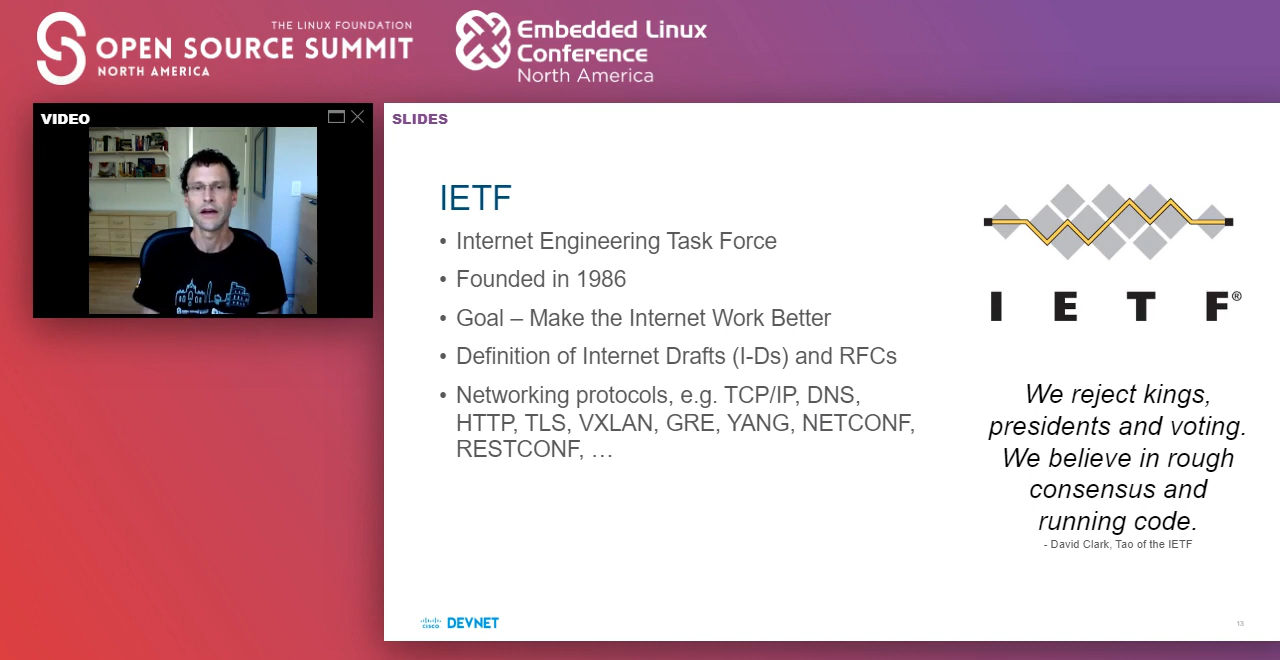 THE LINUX FOUNDATION
OPEN SOURCE SUMMIT
NORTH AMERICA
Embedded Linux
Conference
North America
VIDEO
SLIDES
IETF
• Internet Engineering Task Force
• Founded in 1986
• Goal – Make the Internet Work Better
• Definition of Internet Drafts (I-Ds) and RFCs
• Networking protocols, e.g. TCP/IP, DNS,
HTTP, TLS, VXLAN, GRE, YANG, NETCONF,
RESTCONF, …
I E T F®
We reject kings,
presidents and voting.
We believe in rough
consensus and
running code.
- David Clark, Tao of the IETF
CISCO DEVNET
13